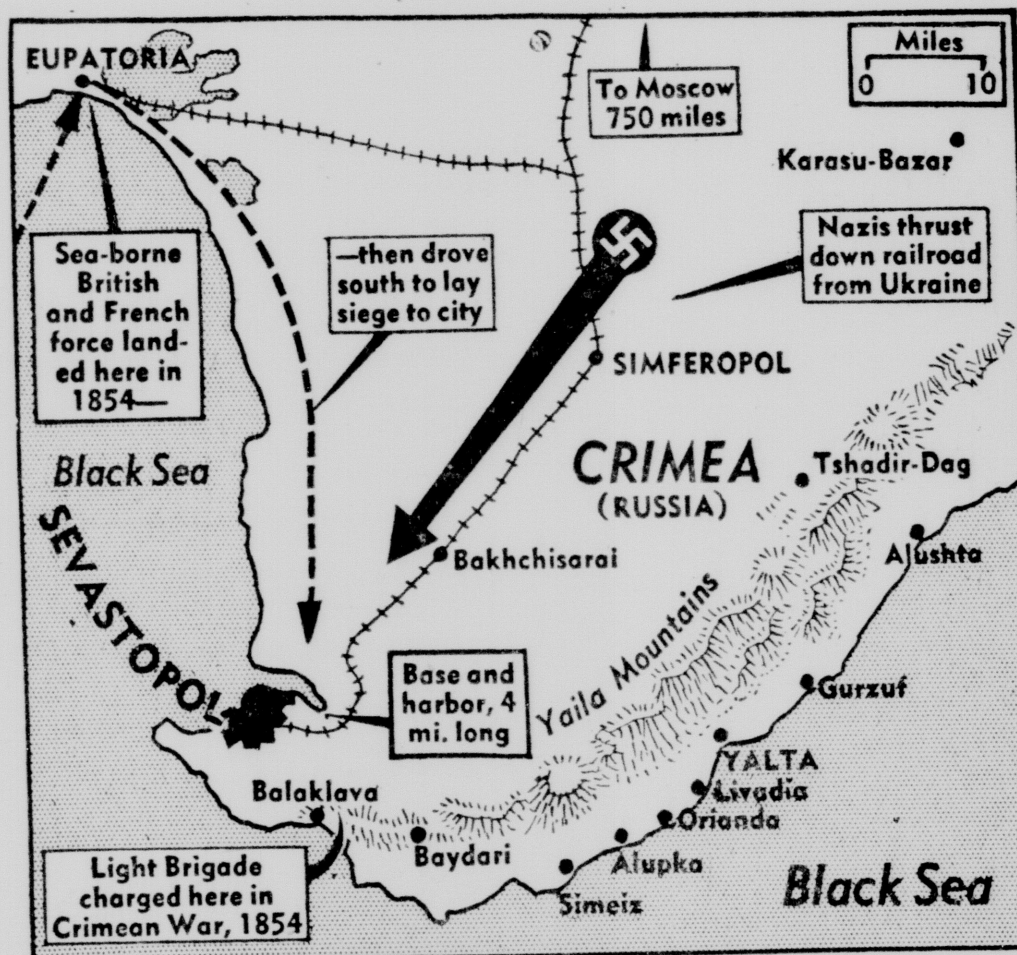 EUPATORIA
To Moscow
750 miles
Miles
0 10
Karasu-Bazar
Sea-borne
British
and French
force land-
ed here in
1854—
—then drove
south to lay
siege to city
Nazis thrust
down railroad
from Ukraine
SIMFEROPOL
Black Sea
CRIMEA
(RUSSIA)
Tshadir-Dag
SEVASTOPOL
Bakhchisarai
Alushta
Base and
harbor, 4
mi. long
Yaila Mountains
Gurzuf
YALTA
Livadia
Orianda
Balaklava
Baydari
Alupka
Simeiz
Light Brigade
charged here in
Crimean War, 1854
Black Sea